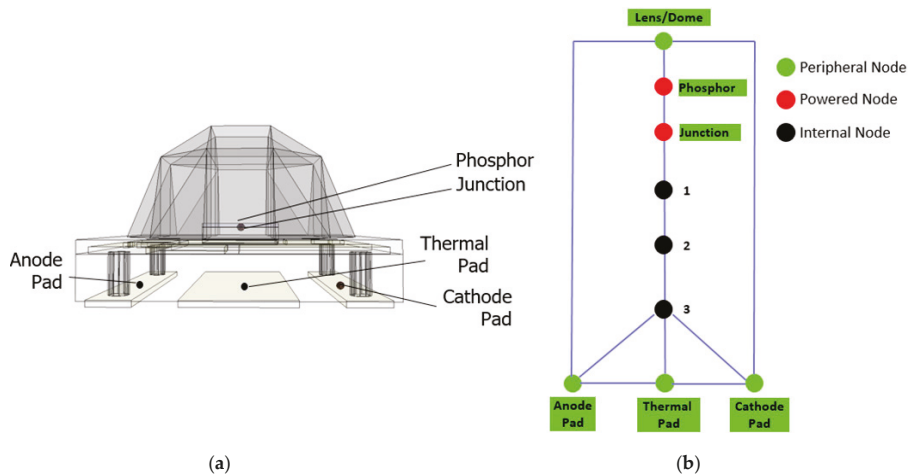 Phosphor
Junction
Anode
Pad
Thermal
Pad
Cathode
Pad
(a)
Lens/Dome
Phosphor
Junction
1
2
3
Anode
Pad
Thermal
Pad
Cathode
Pad
Peripheral Node
Powered Node
Internal Node
(b)